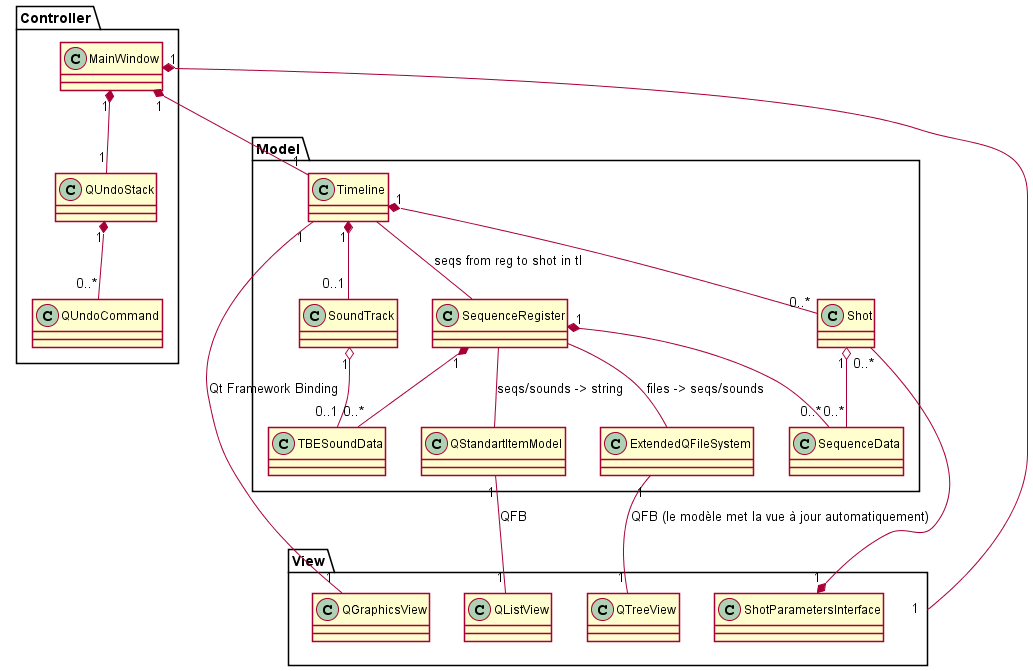 Controller
C MainWindow
1
1
1
1
C QUndoStack
1
0..*
C QUndoCommand
Model
1
C Timeline
1
1
1
seqs from reg to shot in tl
0..1
0..*
C SoundTrack
C SequenceRegister
1
C Shot
1
1
1
0..*
Qt Framework Binding
seqs/sounds -> string
files -> seqs/sounds
0..1
0..*
0..*
0..*
C TBESoundData
C QStandartItemModel
C ExtendedQFileSystem
C SequenceData
1
1
QFB
QFB (le modèle met la vue à jour automatiquement)
View
1
1
1
1
C QGraphicsView
C QListView
C QTreeView
C ShotParametersInterface
1